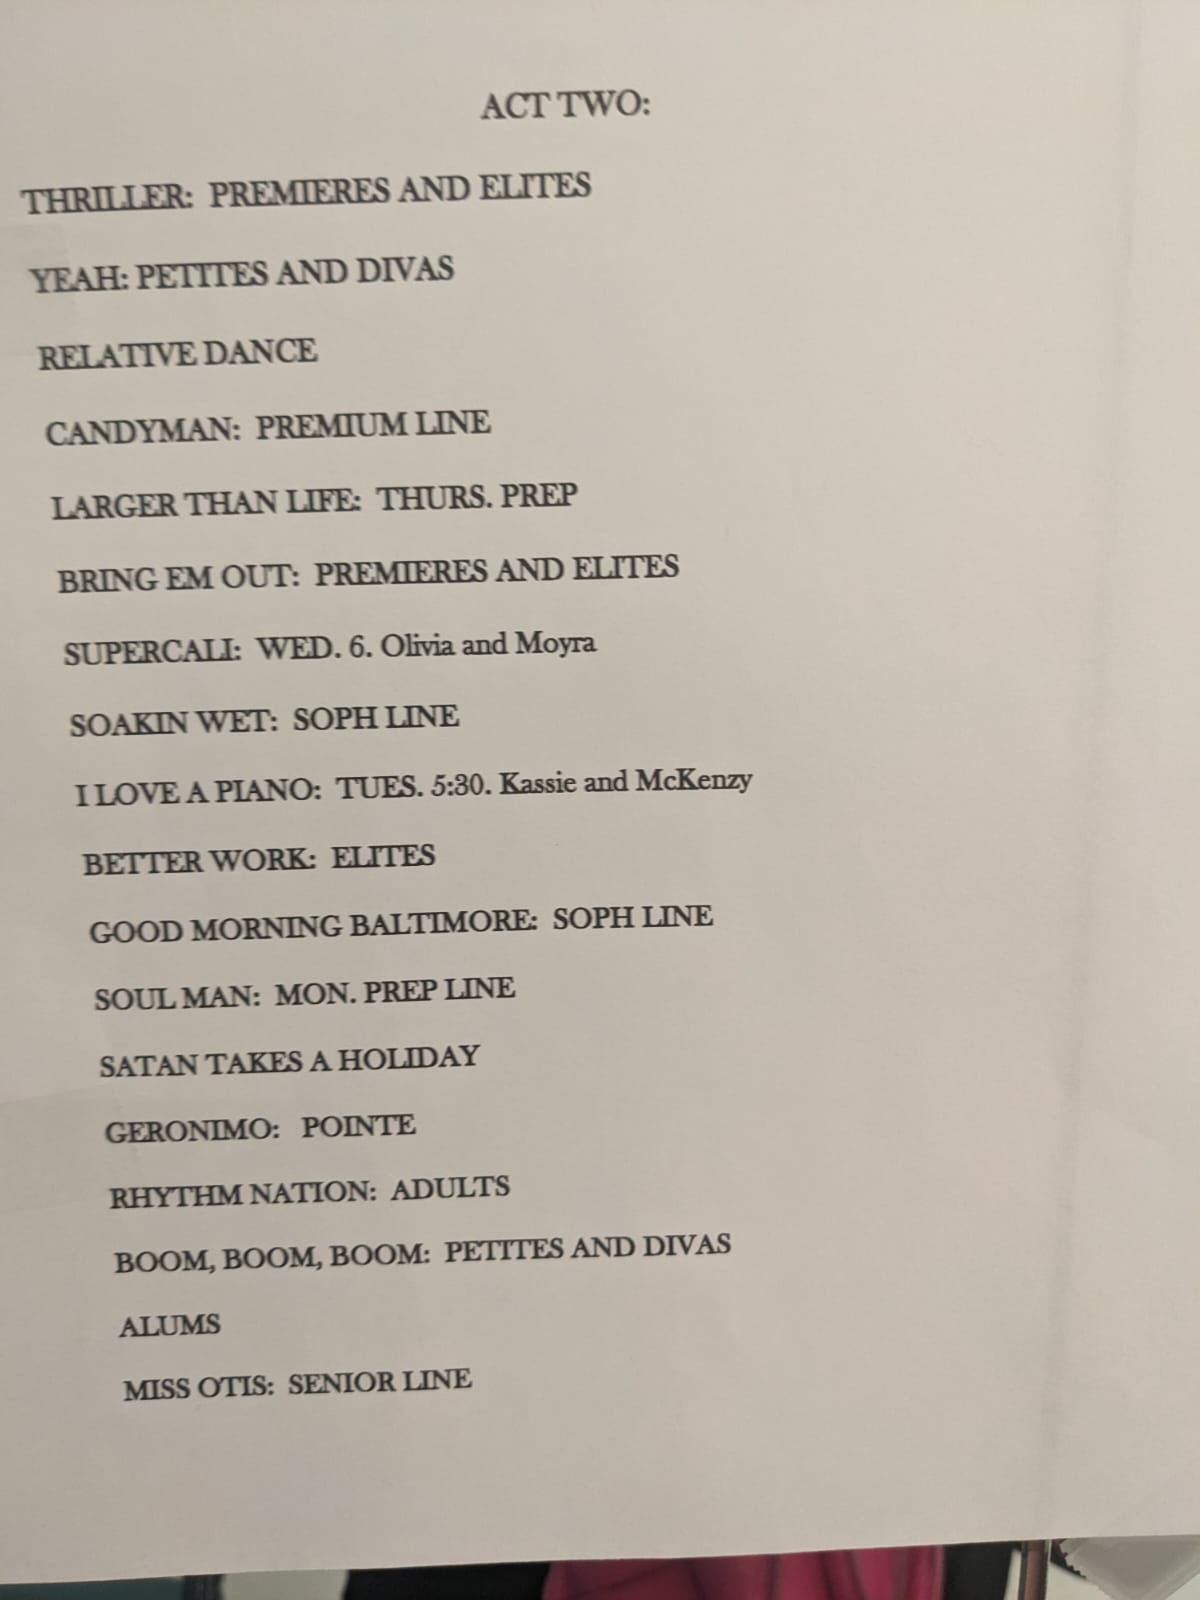 ACT TWO:
THRILLER: PREMIERES AND ELITES
YEAH: PETITES AND DIVAS
RELATIVE DANCE
CANDYMAN: PREMIUM LINE
LARGER THAN LIFE: THURS. PREP
BRING EM OUT: PREMIERES AND ELITES
SUPERCALI: WED. 6. Olivia and Moyra
SOAKIN WET: SOPH LINE
I LOVE A PIANO: TUES. 5:30. Kassie and McKenzy
BETTER WORK: ELITES
GOOD MORNING BALTIMORE: SOPH LINE
SOUL MAN: MON. PREP LINE
SATAN TAKES A HOLIDAY
GERONIMO: POINTE
RHYTHM NATION: ADULTS
BOOM, BOOM, BOOM: PETITES AND DIVAS
ALUMS
MISS OTIS: SENIOR LINE